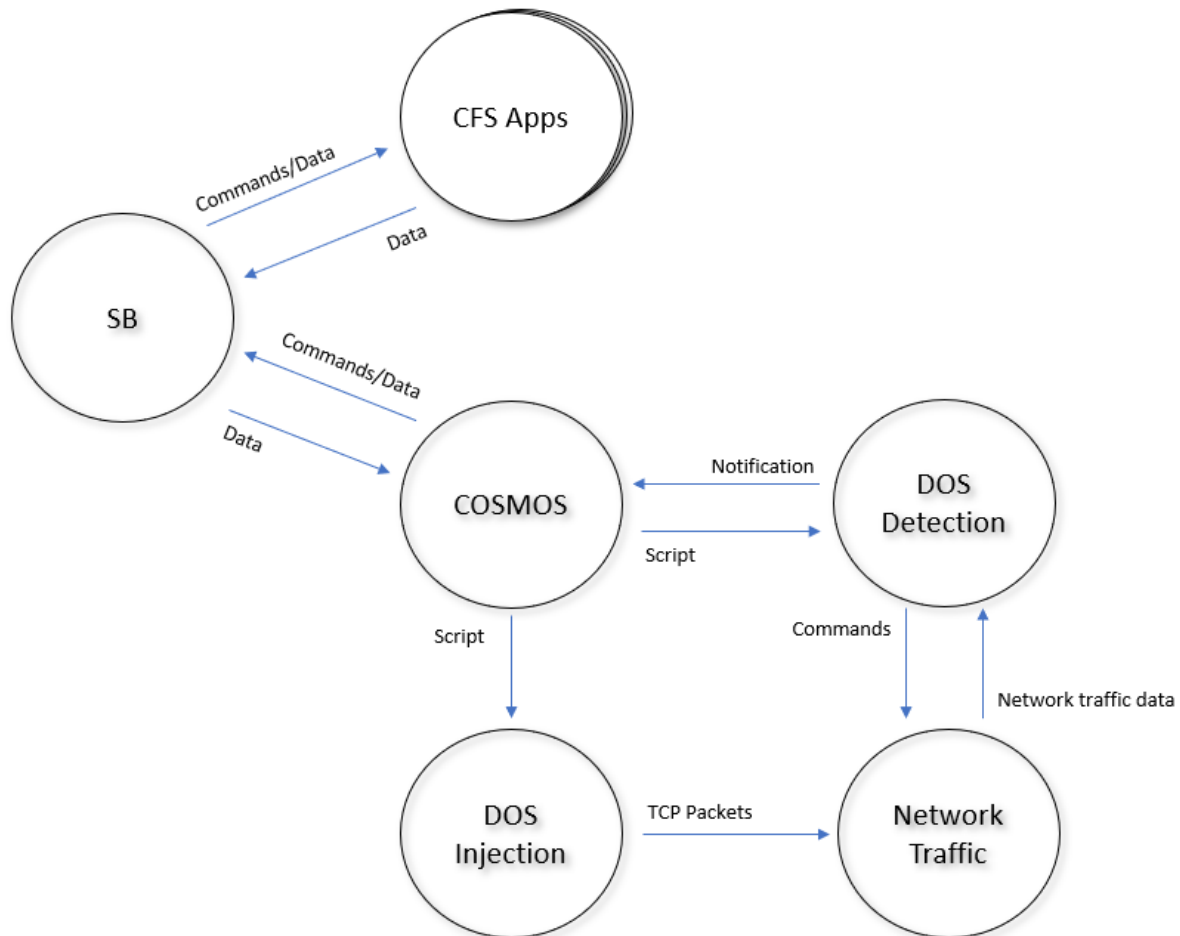 CFS Apps
Commands/Data
Data
SB
Commands/Data
Data
COSMOS
Notification
Script
DOS
Detection
Script
Commands
Network traffic data
DOS
Injection
TCP Packets
Network
Traffic